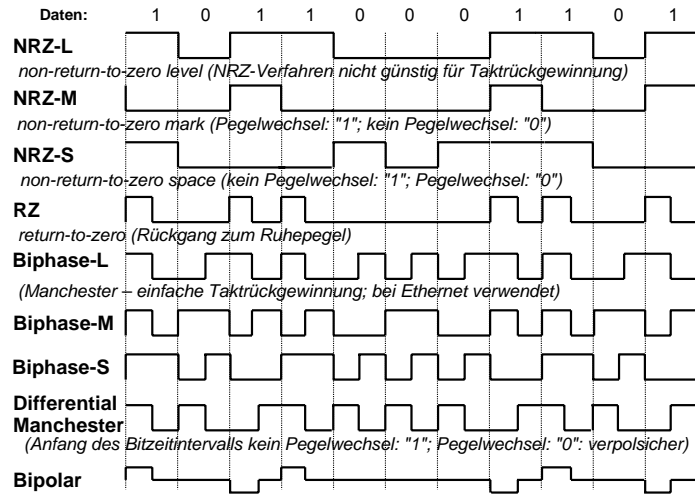 Daten: 1 0 1 1 0 0 0 1 1 0 1
NRZ-L
non-return-to-zero level (NRZ-Verfahren nicht günstig für Taktrückgewinnung)
NRZ-M
non-return-to-zero mark (Pegelwechsel: "1"; kein Pegelwechsel: "0")
NRZ-S
non-return-to-zero space (kein Pegelwechsel: "1"; Pegelwechsel: "0")
RZ
return-to-zero (Rückgang zum Ruhepegel)
Biphase-L
(Manchester – einfache Taktrückgewinnung; bei Ethernet verwendet)
Biphase-M
Biphase-S
Differential
Manchester
(Anfang des Bitzeitintervalls kein Pegelwechsel: "1"; Pegelwechsel: "0": verpolsicher)
Bipolar